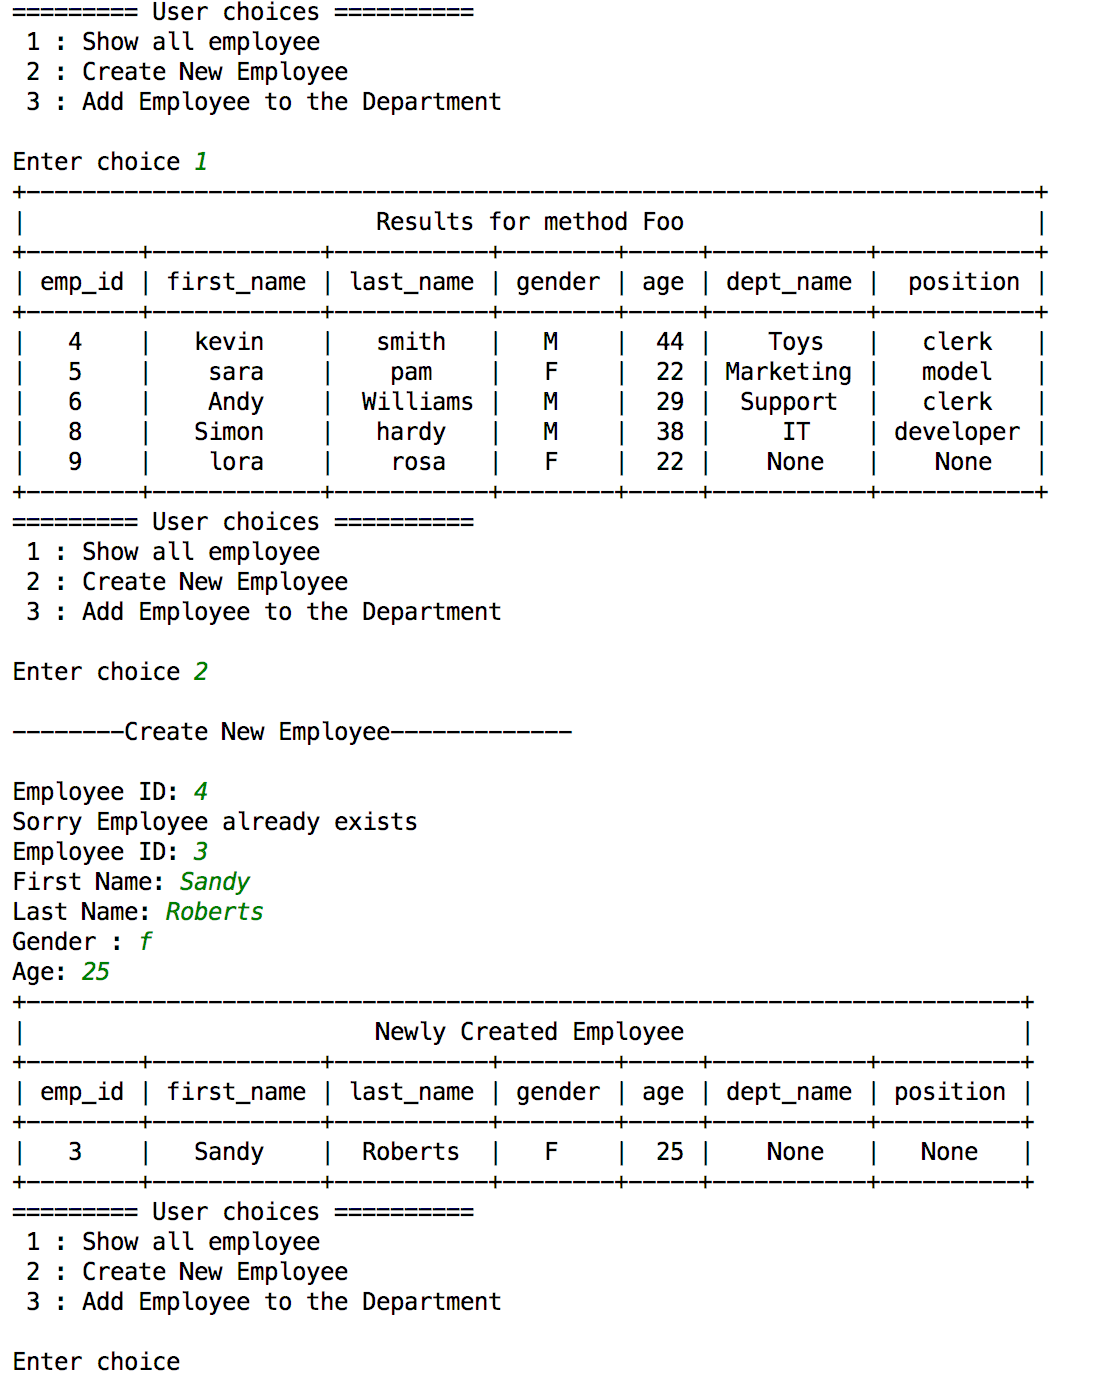 ========= User choices ==========
 1 : Show all employee
 2 : Create New Employee
 3 : Add Employee to the Department

Enter choice 1
+------------------------------------------------------------------------+
|                         Results for method Foo                         |
+--------+------------+-----------+--------+-----+-----------+-----------+
| emp_id | first_name | last_name | gender | age | dept_name |  position |
+--------+------------+-----------+--------+-----+-----------+-----------+
|   4    |   kevin    |   smith   |   M    |  44 |    Toys   |   clerk   |
|   5    |    sara    |    pam    |   F    |  22 | Marketing |   model   |
|   6    |    Andy    |  Williams |   M    |  29 |  Support  |   clerk   |
|   8    |   Simon    |   hardy   |   M    |  38 |     IT    | developer |
|   9    |    lora    |    rosa   |   F    |  22 |    None   |    None   |
+--------+------------+-----------+--------+-----+-----------+-----------+
========= User choices ==========
 1 : Show all employee
 2 : Create New Employee
 3 : Add Employee to the Department

Enter choice 2

--------Create New Employee-------------

Employee ID: 4
Sorry Employee already exists
Employee ID: 3
First Name: Sandy
Last Name: Roberts
Gender : f
Age: 25
+-----------------------------------------------------------------------+
|                         Newly Created Employee                        |
+--------+------------+-----------+--------+-----+-----------+----------+
| emp_id | first_name | last_name | gender | age | dept_name | position |
+--------+------------+-----------+--------+-----+-----------+----------+
|   3    |   Sandy    |  Roberts  |   F    |  25 |    None   |   None   |
+--------+------------+-----------+--------+-----+-----------+----------+
========= User choices ==========
 1 : Show all employee
 2 : Create New Employee
 3 : Add Employee to the Department

Enter choice